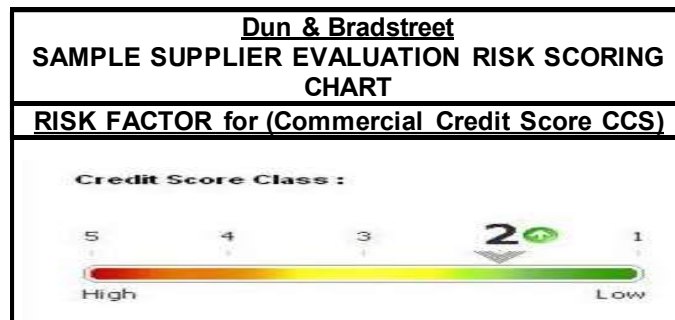 Dun & Bradstreet
SAMPLE SUPPLIER EVALUATION RISK SCORING
CHART
RISK FACTOR for (Commercial Credit Score CCS)
Credit Score Class :
5 4 3 2 1
High Low